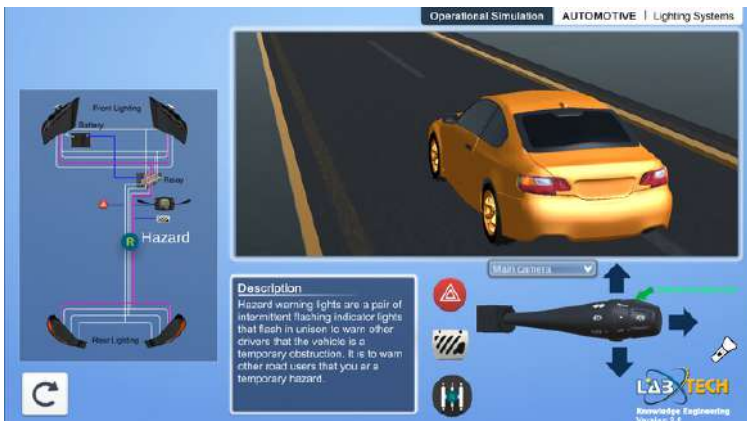 Operational Simulation AUTOMOTIVE | Lighting Systems
Front Lighting
Battery
Relay
R Hazard
Rear Lighting
Main camera
Description
Hazard warning lights are a pair of
intermittent flashing indicator lights
that flash in unison to warn other
drivers that the vehicle is a
temporary obstruction. It is to warn
other road users that you ar a
temporary hazard.
LABTECH
Knowledge Engineering